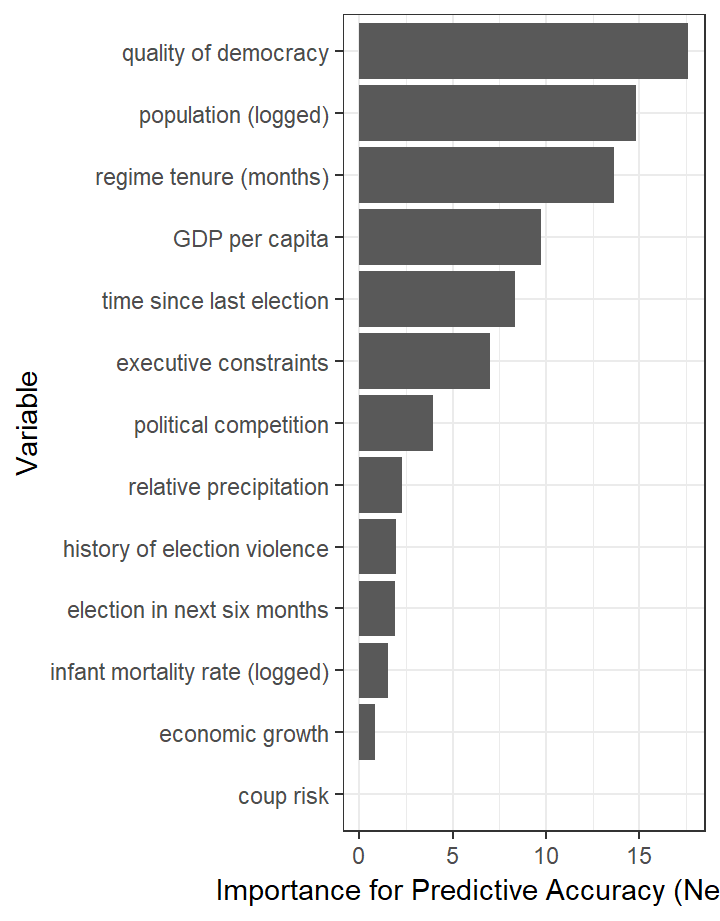 quality of democracy
population (logged)
regime tenure (months)
GDP per capita
time since last election
executive constraints
political competition
relative precipitation
history of election violence
election in next six months
infant mortality rate (logged)
economic growth
coup risk
Variable
0 5 10 15
Importance for Predictive Accuracy (Ne